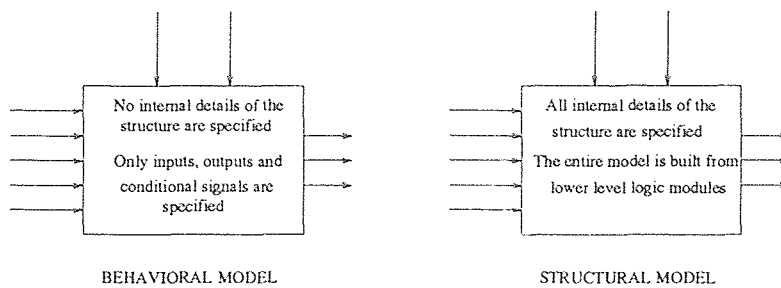 No internal details of the
structure are specified
Only inputs, outputs and
conditional signals are
specified
BEHAVIORAL MODEL
All internal details of the
structure are specified
The entire model is built from
lower level logic modules
STRUCTURAL MODEL